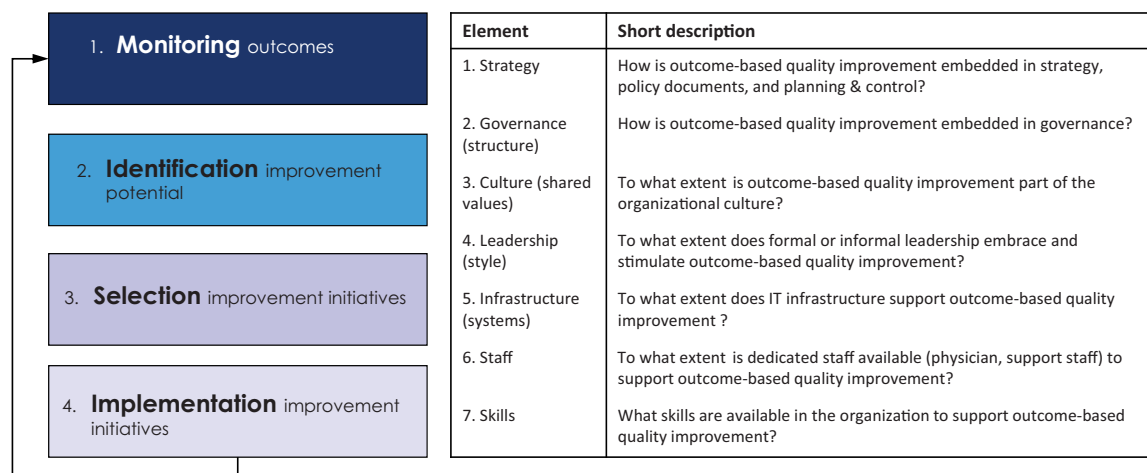 1. Monitoring outcomes
2. Identification improvement
potential
3. Selection improvement initiatives
4. Implementation improvement
initiatives
Element Short description
1. Strategy How is outcome-based quality improvement embedded in strategy,
policy documents, and planning & control?
2. Governance How is outcome-based quality improvement embedded in governance?
(structure)
3. Culture (shared To what extent is outcome-based quality improvement part of the
values) organizational culture?
4. Leadership To what extent does formal or informal leadership embrace and
(style) stimulate outcome-based quality improvement?
5. Infrastructure To what extent does IT infrastructure support outcome-based quality
(systems) improvement ?
6. Staff To what extent is dedicated staff available (physician, support staff) to
support outcome-based quality improvement?
7. Skills What skills are available in the organization to support outcome-based
quality improvement?